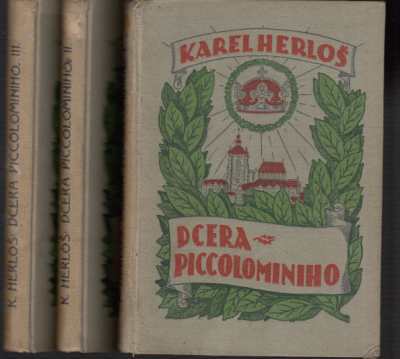 K. HERLOŠ: DCERA PICCOLOMINIHO. III.
K. HERLOŠ: DCERA PICCOLOMINIHO. II.
KAREL HERLOŠ
DCERA
PICCOLOMINIHO